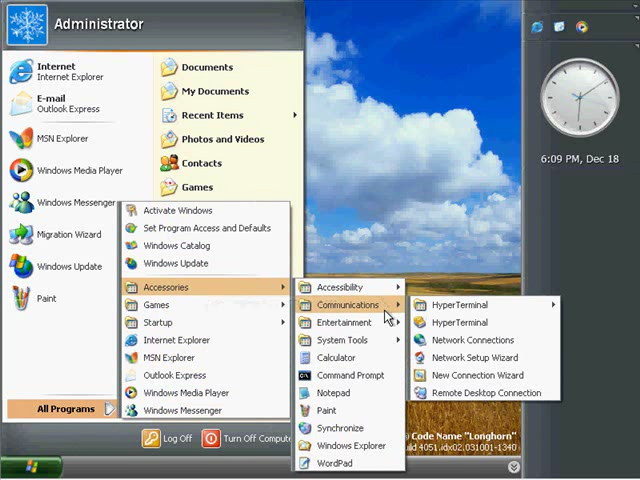 Administrator
Internet
Internet Explorer
E-mail
Outlook Express
MSN Explorer
Windows Media Player
Windows Messenger
Migration Wizard
Windows Update
Paint
All Programs
Documents
My Documents
Recent Items
Photos and Videos
Contacts
Games
Log Off
Turn Off Compute
Activate Windows
Set Program Access and Defaults
Windows Catalog
Windows Update
Accessories
Games
Startup
Internet Explorer
MSN Explorer
Outlook Express
Windows Media Player
Windows Messenger
Accessibility
Communications
Entertainment
System Tools
Calculator
Command Prompt
Notepad
Paint
Synchronize
Windows Explorer
WordPad
HyperTerminal
HyperTerminal
Network Connections
Network Setup Wizard
New Connection Wizard
Remote Desktop Connection
6:09 PM, Dec 18
) Code Name "Longhorn"
uild 4051.idx02.031001-1340